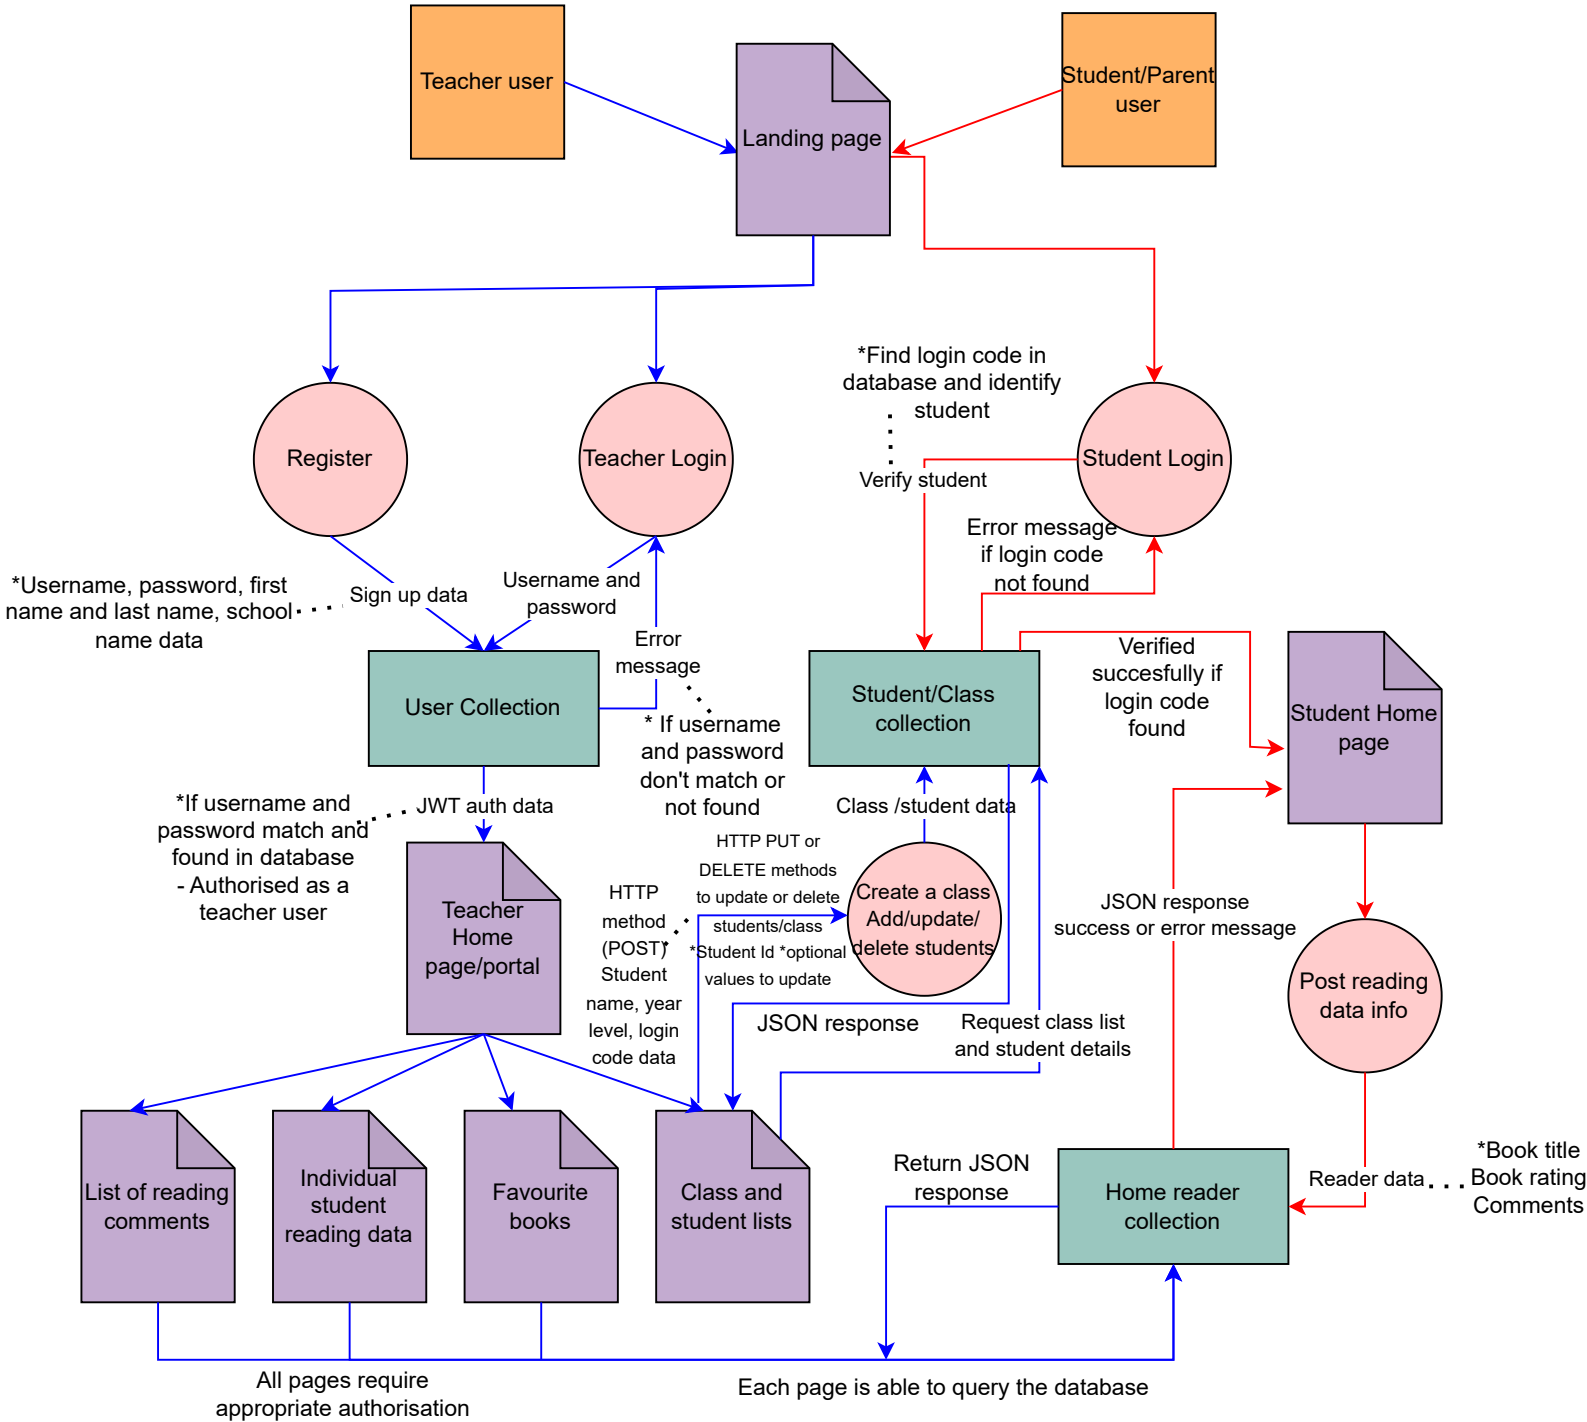 Teacher user
Student/Parent
user
Landing page
*Find login code in
database and identify
student
Register
Teacher Login
Student Login
Verify student
Error message
if login code
not found
*Username, password, first
name and last name, school
name data
Sign up data
Username and
password
Error
message
Verified
succesfully if
login code
found
User Collection
Student/Class
collection
Student Home
page
* If username
and password
don't match or
not found
*If username and
password match and
found in database
- Authorised as a
teacher user
JWT auth data
Class /student data
HTTP PUT or
DELETE methods
to update or delete
students/class
*Student Id *optional
values to update
HTTP
method
(POST)
Student
name, year
level, login
code data
Create a class
Add/update/
delete students
Teacher
Home
page/portal
JSON response
success or error message
Post reading
data info
JSON response
Request class list
and student details
List of reading
comments
Individual
student
reading data
Favourite
books
Class and
student lists
Return JSON
response
Home reader
collection
Reader data
*Book title
Book rating
Comments
All pages require
appropriate authorisation
Each page is able to query the database